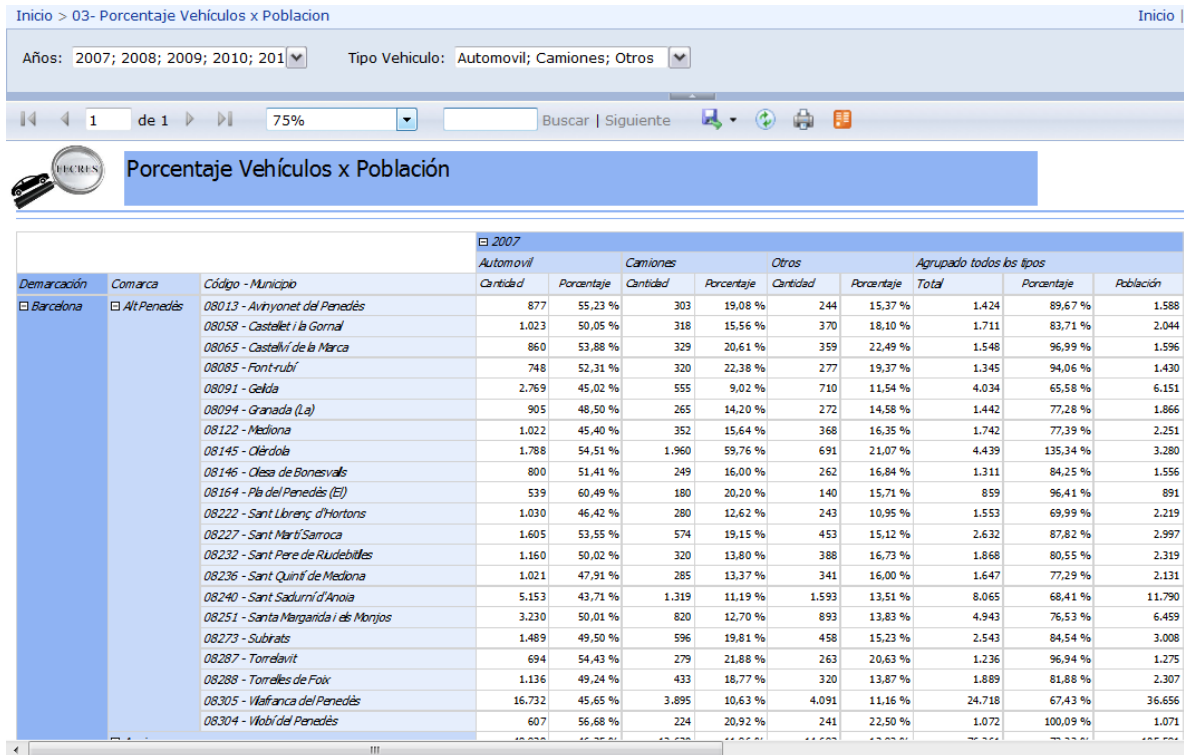 Inicio > 03- Porcentaje Vehículos x Poblacion Inicio |
Años: 2007; 2008; 2009; 2010; 201 Tipo Vehiculo: Automovil; Camiones; Otros
1 de 1 75% Buscar | Siguiente
Porcentaje Vehículos x Población
2007
Automovil Camiones Otros Agrupado todos los tipos
Demarcación Comarca Código - Municipio Cantidad Porcentaje Cantidad Porcentaje Cantidad Porcentaje Total Porcentaje Población
Barcelona Alt Penedès 08013 - Avinyonet del Penedès 877 55,23 % 303 19,08 % 244 15,37 % 1.424 89,67 % 1.588
08058 - Castellet i la Gornal 1.023 50,05 % 318 15,56 % 370 18,10 % 1.711 83,71 % 2.044
08065 - Castellví de la Marca 860 53,88 % 329 20,61 % 359 22,49 % 1.548 96,99 % 1.596
08085 - Font-rubí 748 52,31 % 320 22,38 % 277 19,37 % 1.345 94,06 % 1.430
08091 - Gelida 2.769 45,02 % 555 9,02 % 710 11,54 % 4.034 65,58 % 6.151
08094 - Granada (La) 905 48,50 % 265 14,20 % 272 14,58 % 1.442 77,28 % 1.866
08122 - Mediona 1.022 45,40 % 352 15,64 % 368 16,35 % 1.742 77,39 % 2.251
08145 - Olèrdola 1.788 54,51 % 1.960 59,76 % 691 21,07 % 4.439 135,34 % 3.280
08146 - Olesa de Bonesvalls 800 51,41 % 249 16,00 % 262 16,84 % 1.311 84,25 % 1.556
08164 - Pla del Penedès (El) 539 60,49 % 180 20,20 % 140 15,71 % 859 96,41 % 891
08222 - Sant Llorenç d'Hortons 1.030 46,42 % 280 12,62 % 243 10,95 % 1.553 69,99 % 2.219
08227 - Sant Martí Sarroca 1.605 53,55 % 574 19,15 % 453 15,12 % 2.632 87,82 % 2.997
08232 - Sant Pere de Riudebitlles 1.160 50,02 % 320 13,80 % 388 16,73 % 1.868 80,55 % 2.319
08236 - Sant Quintí de Mediona 1.021 47,91 % 285 13,37 % 341 16,00 % 1.647 77,29 % 2.131
08240 - Sant Sadurní d'Anoia 5.153 43,71 % 1.319 11,19 % 1.593 13,51 % 8.065 68,41 % 11.790
08251 - Santa Margarida i els Monjos 3.230 50,01 % 820 12,70 % 893 13,83 % 4.943 76,53 % 6.459
08273 - Subirats 1.489 49,50 % 596 19,81 % 458 15,23 % 2.543 84,54 % 3.008
08287 - Torrelavit 694 54,43 % 279 21,88 % 263 20,63 % 1.236 96,94 % 1.275
08288 - Torrelles de Foix 1.136 49,24 % 433 18,77 % 320 13,87 % 1.889 81,88 % 2.307
08305 - Vilafranca del Penedès 16.732 45,65 % 3.895 10,63 % 4.091 11,16 % 24.718 67,43 % 36.656
08304 - Vilobí del Penedès 607 56,68 % 224 20,92 % 241 22,50 % 1.072 100,09 % 1.071